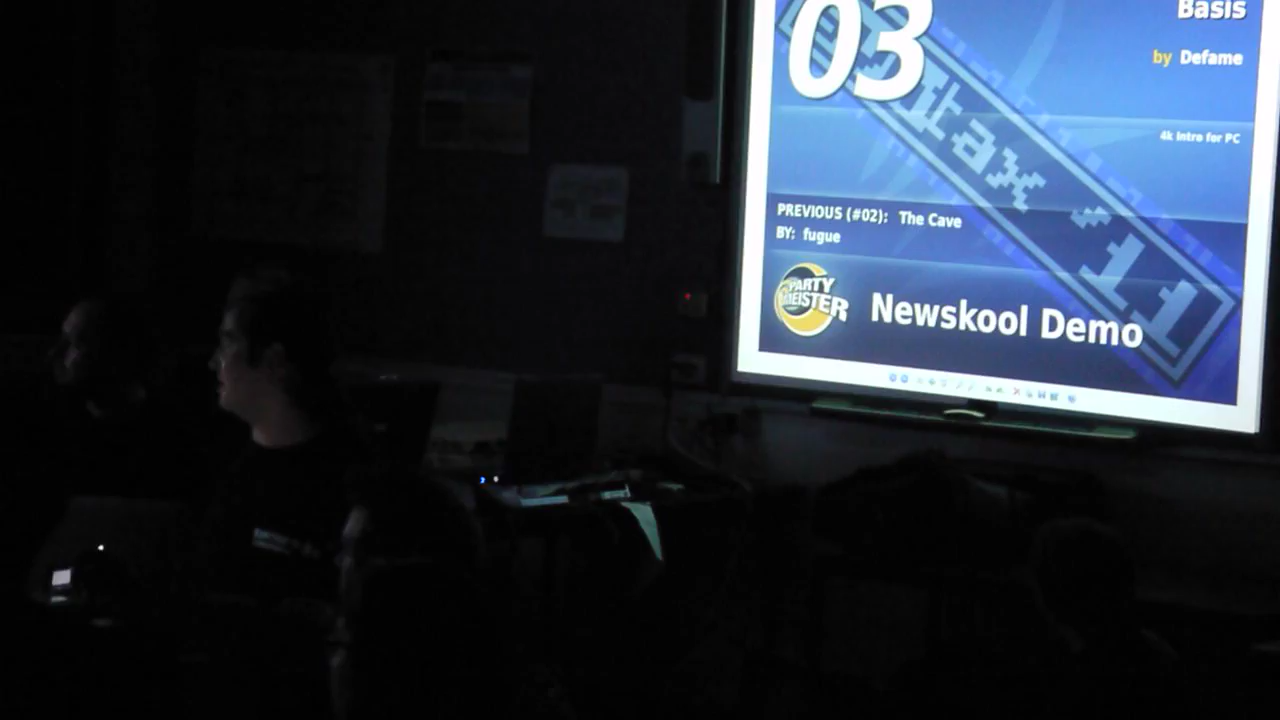 03
Basis
by Defame
4k Intro for PC
PREVIOUS (#02): The Cave
BY: fugue
PARTY
MEISTER
Newskool Demo